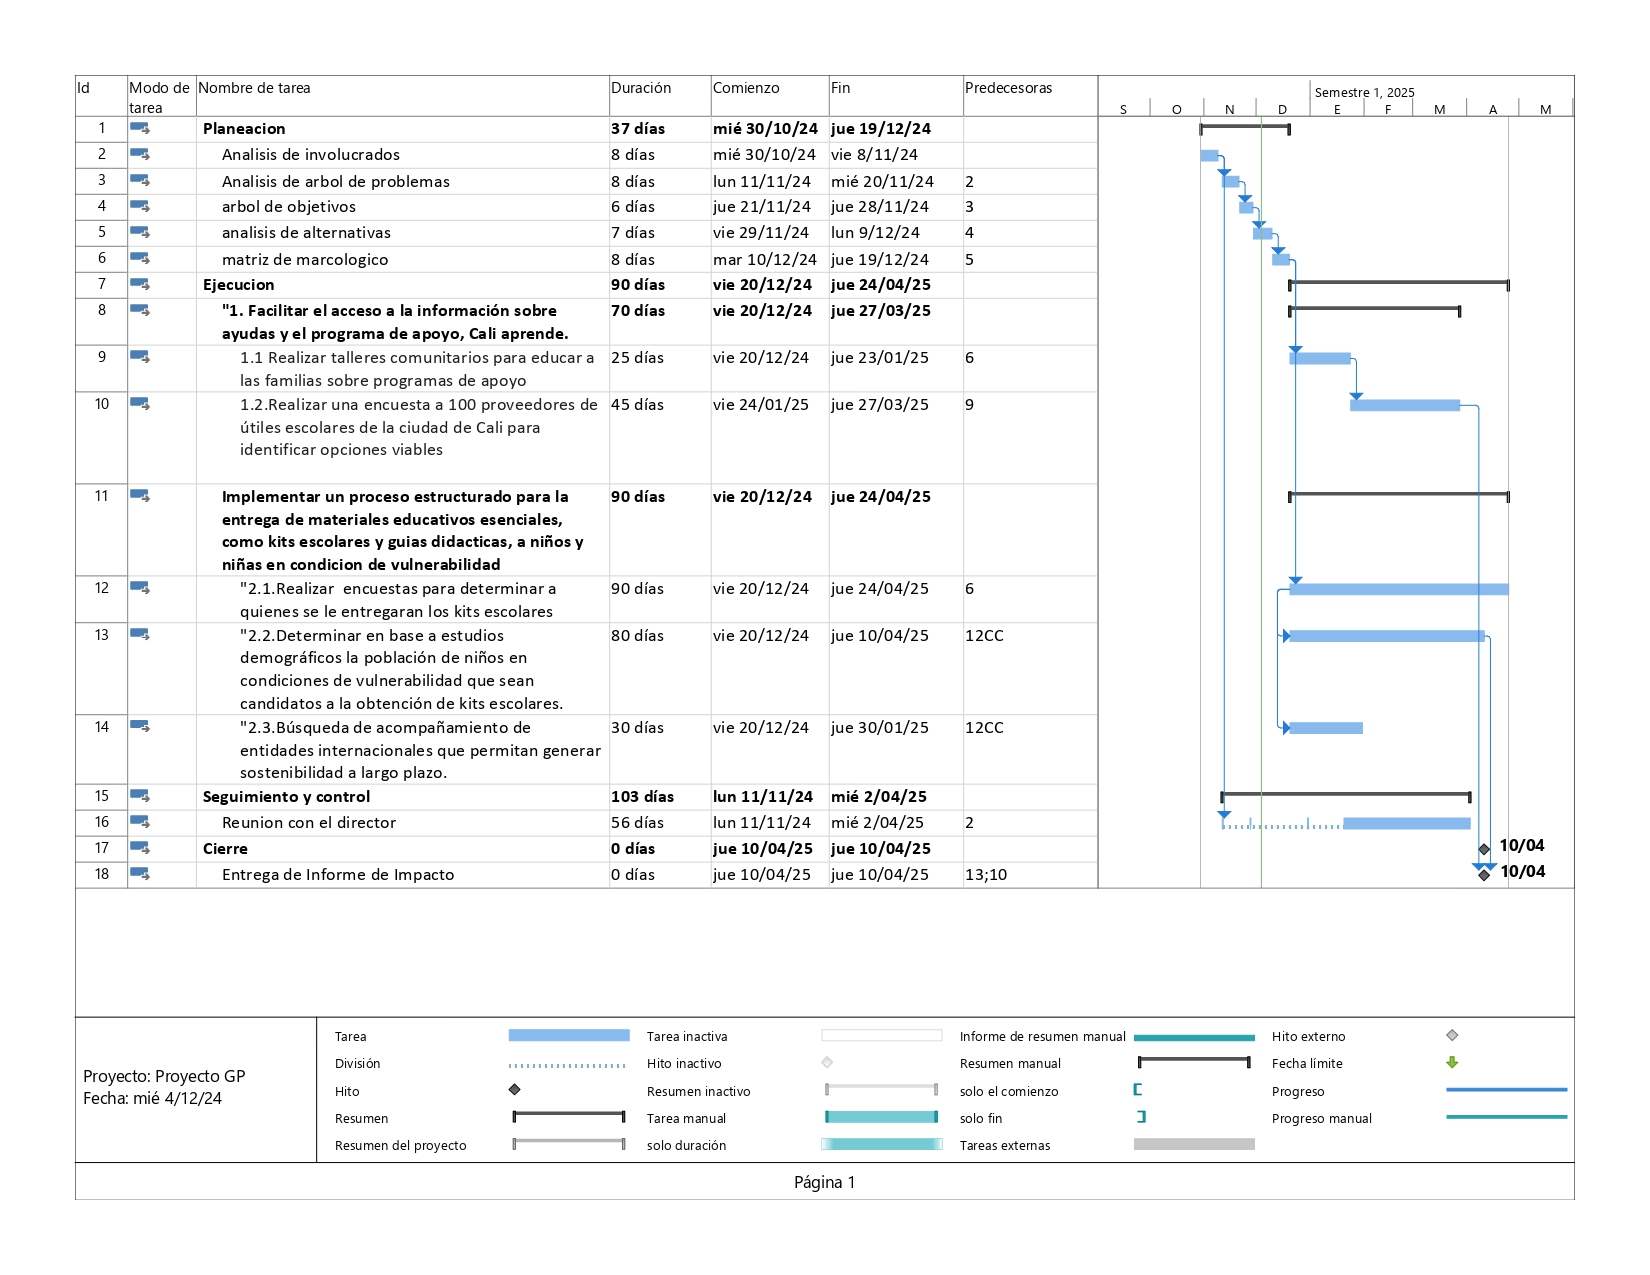 Id Modo de tarea Nombre de tarea Duración Comienzo Fin Predecesoras
Semestre 1, 2025
S O N D E F M A M
1 Planeacion 37 días mié 30/10/24 jue 19/12/24
2 Analisis de involucrados 8 días mié 30/10/24 vie 8/11/24
3 Analisis de arbol de problemas 8 días lun 11/11/24 mié 20/11/24 2
4 arbol de objetivos 6 días jue 21/11/24 jue 28/11/24 3
5 analisis de alternativas 7 días vie 29/11/24 lun 9/12/24 4
6 matriz de marcologico 8 días mar 10/12/24 jue 19/12/24 5
7 Ejecucion 90 días vie 20/12/24 jue 24/04/25
8 "1. Facilitar el acceso a la información sobre 70 días vie 20/12/24 jue 27/03/25
ayudas y el programa de apoyo, Cali aprende.
9 1.1 Realizar talleres comunitarios para educar a 25 días vie 20/12/24 jue 23/01/25 6
las familias sobre programas de apoyo
10 1.2.Realizar una encuesta a 100 proveedores de 45 días vie 24/01/25 jue 27/03/25 9
útiles escolares de la ciudad de Cali para
identificar opciones viables
11 Implementar un proceso estructurado para la 90 días vie 20/12/24 jue 24/04/25
entrega de materiales educativos esenciales,
como kits escolares y guias didacticas, a niños y
niñas en condicion de vulnerabilidad
12 "2.1.Realizar  encuestas para determinar a 90 días vie 20/12/24 jue 24/04/25 6
quienes se le entregaran los kits escolares
13 "2.2.Determinar en base a estudios 80 días vie 20/12/24 jue 10/04/25 12CC
demográficos la población de niños en
condiciones de vulnerabilidad que sean
candidatos a la obtención de kits escolares.
14 "2.3.Búsqueda de acompañamiento de 30 días vie 20/12/24 jue 30/01/25 12CC
entidades internacionales que permitan generar
sostenibilidad a largo plazo.
15 Seguimiento y control 103 días lun 11/11/24 mié 2/04/25
16 Reunion con el director 56 días lun 11/11/24 mié 2/04/25 2
17 Cierre 0 días jue 10/04/25 jue 10/04/25 10/04
18 Entrega de Informe de Impacto 0 días jue 10/04/25 jue 10/04/25 13;10 10/04
Proyecto: Proyecto GP
Fecha: mié 4/12/24
Tarea
División
Hito
Resumen
Resumen del proyecto
Tarea inactiva
Hito inactivo
Resumen inactivo
Tarea manual
solo duración
Informe de resumen manual
Resumen manual
solo el comienzo
solo fin
Tareas externas
Hito externo
Fecha límite
Progreso
Progreso manual
Página 1